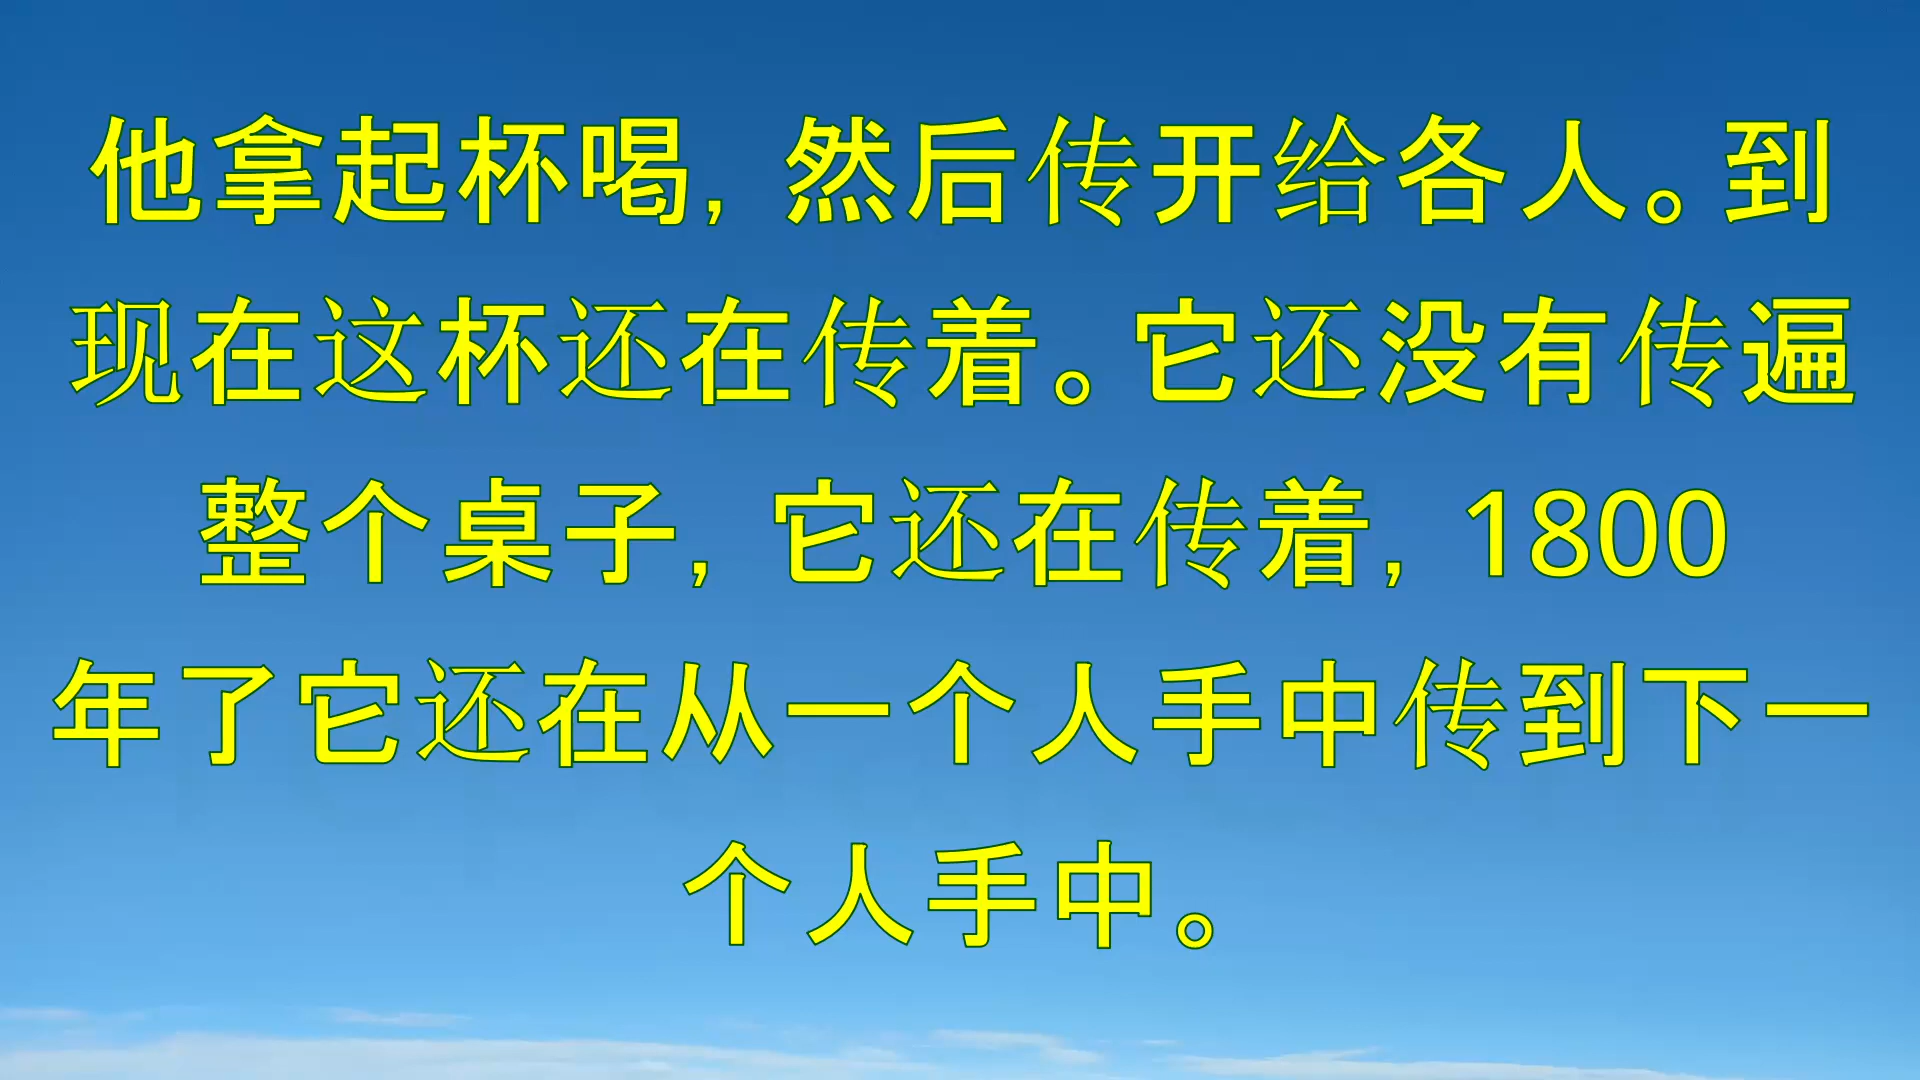 他拿起杯喝，然后传开给各人。到
现在这杯还在传着。它还没有传遍
整个桌子，它还在传着，1800
年了它还在从一个人手中传到下一
个人手中。